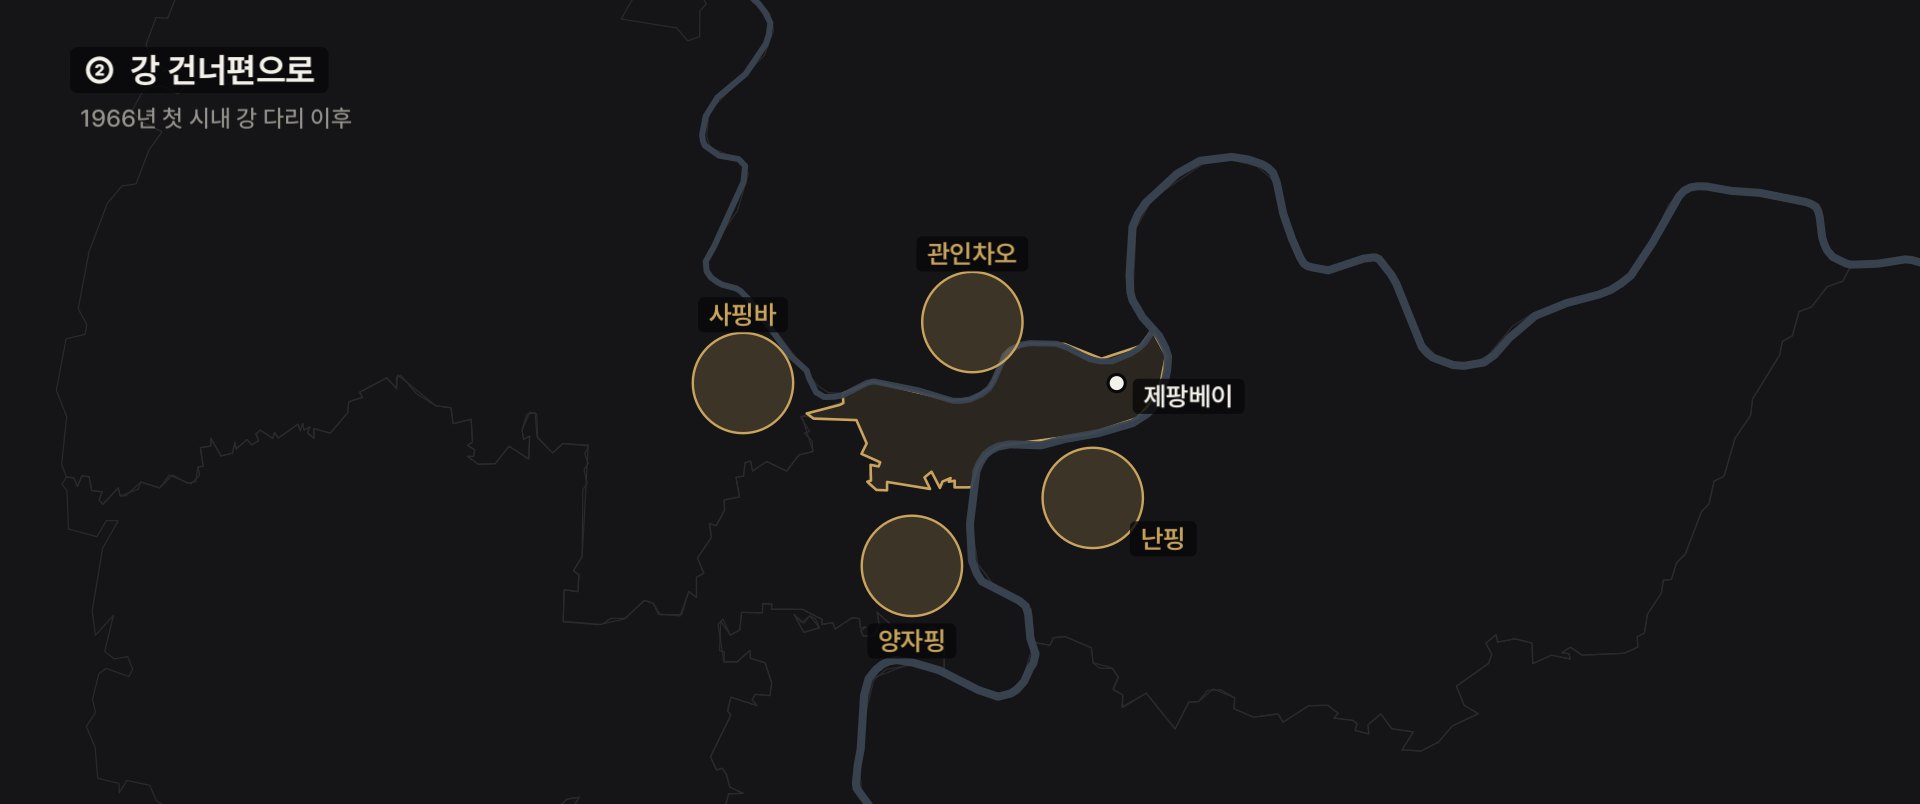 ② 강 건너편으로
1966년 첫 시내 강 다리 이후
관인차오
사핑바
제팡베이
난핑
양자핑